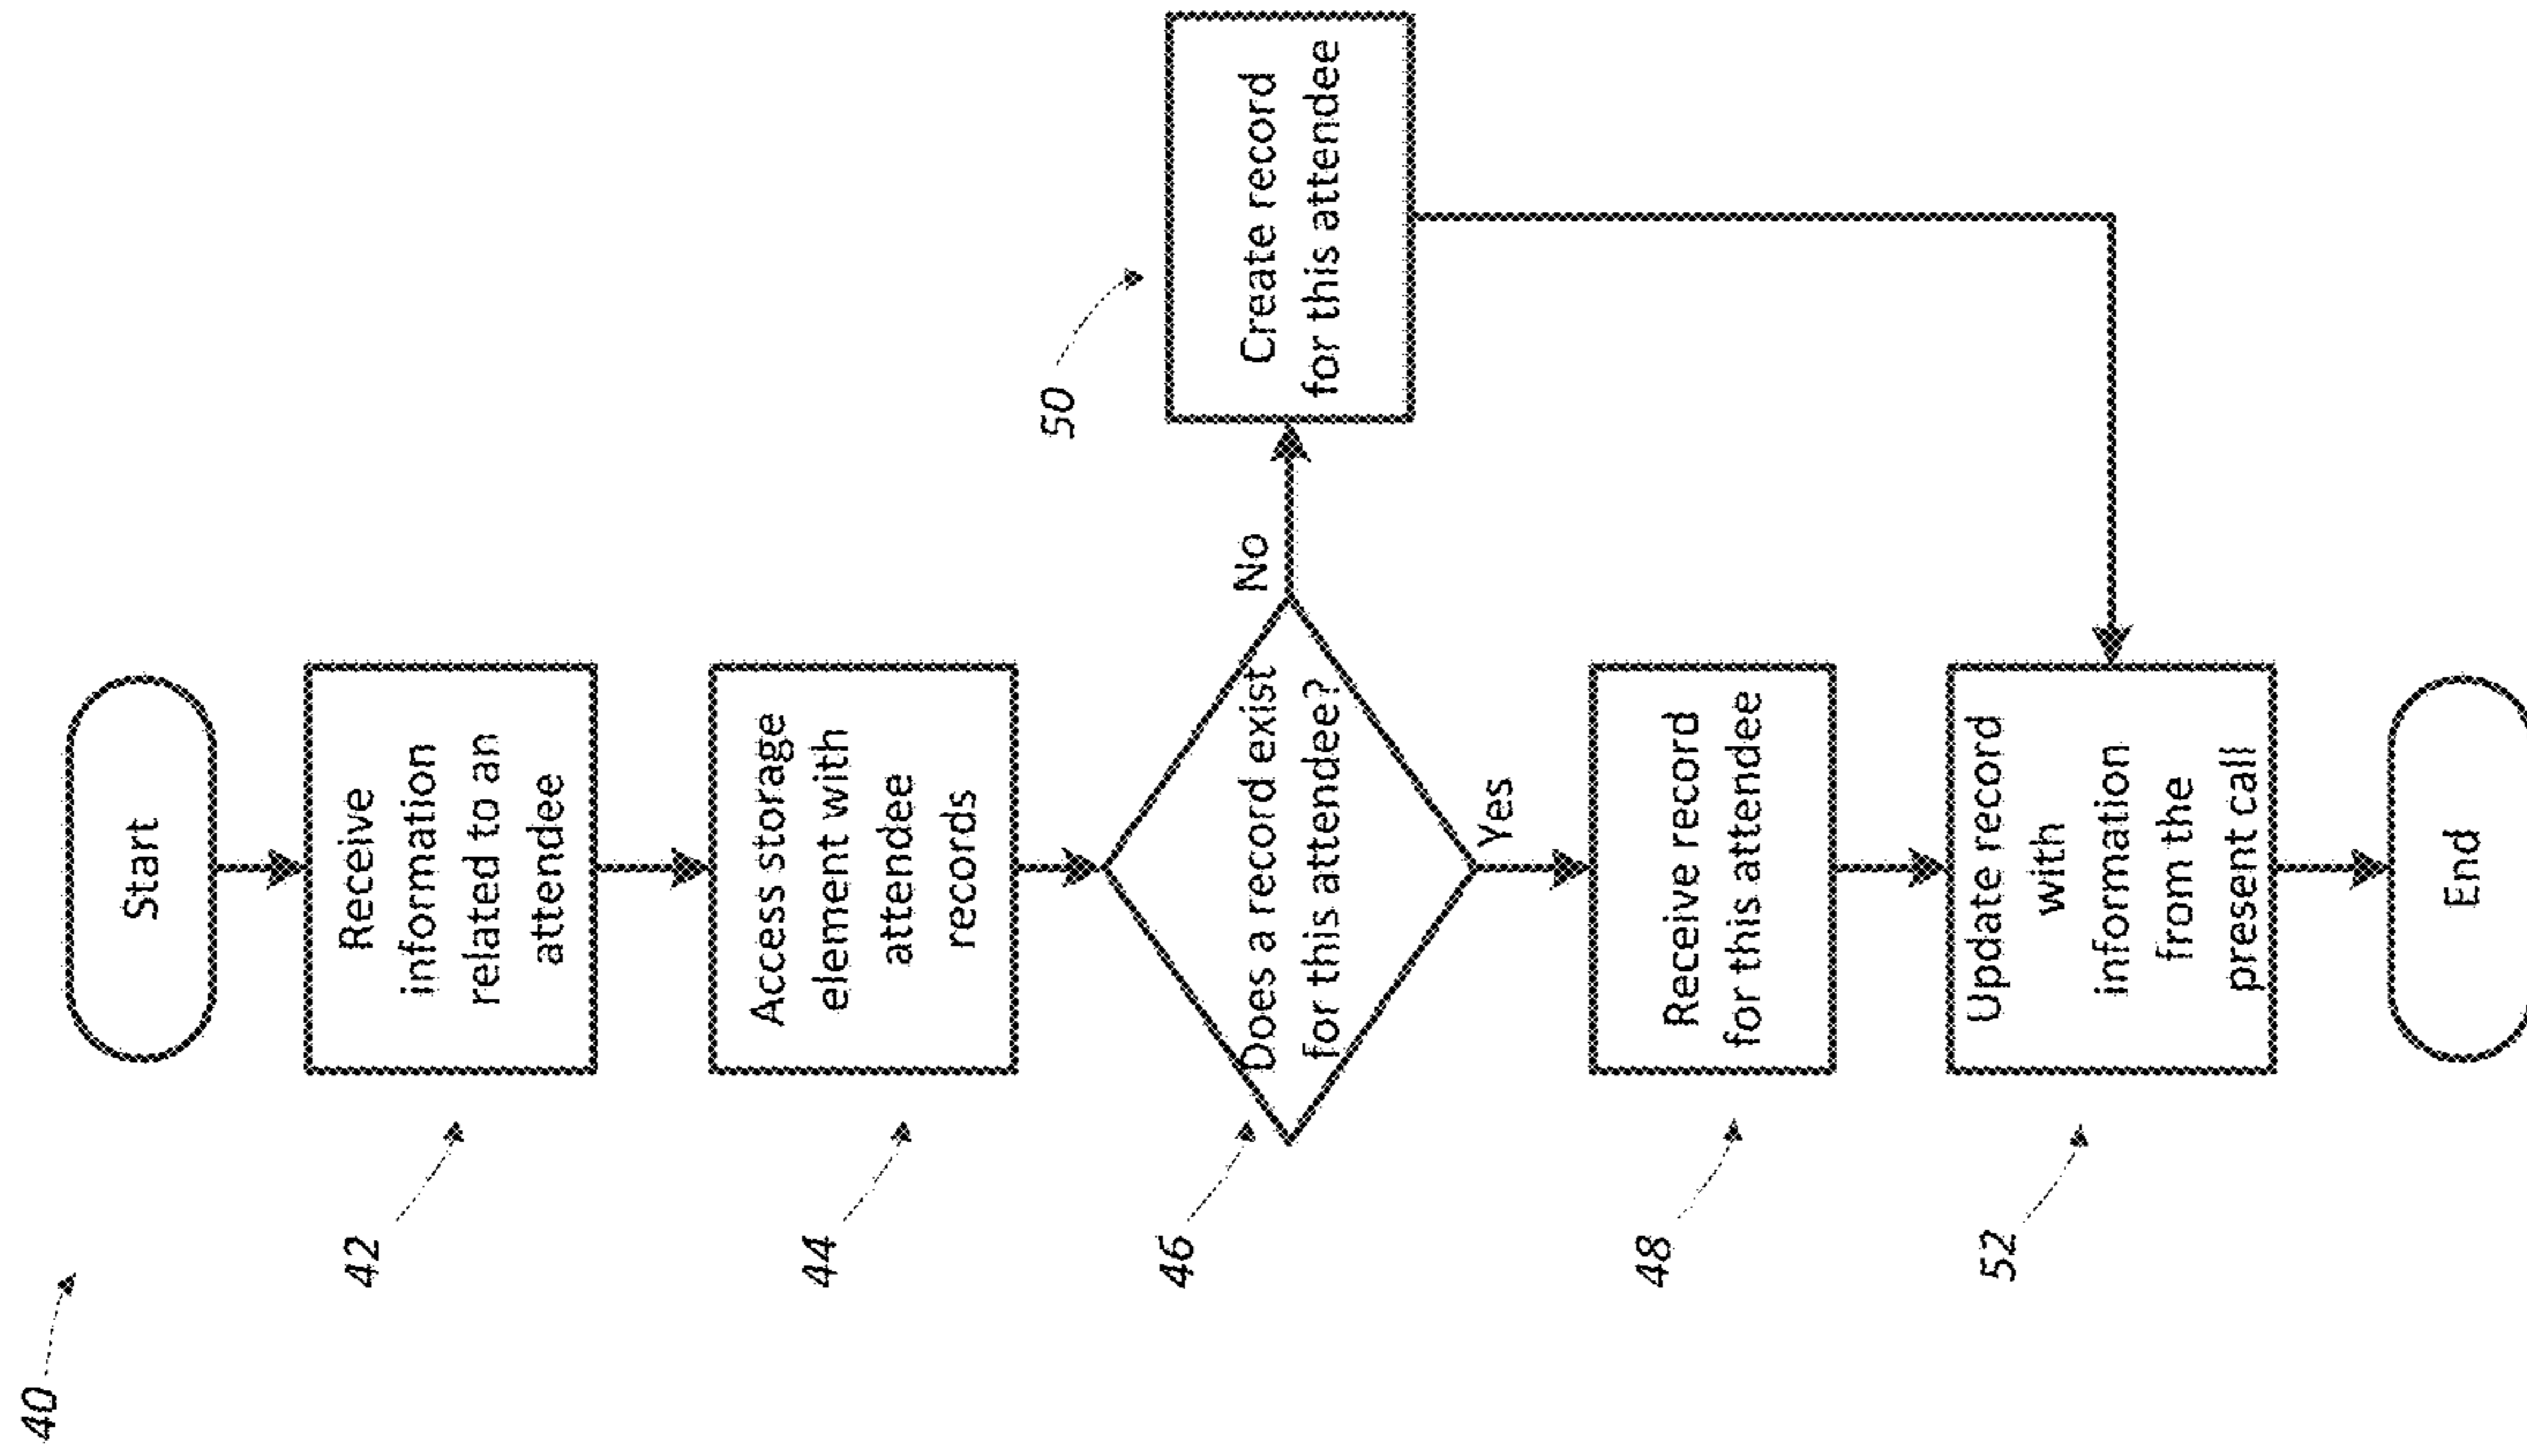 40
Start
42
Receive
information
related to an
attendee
44
Access storage
element with
attendee
records
46
Does a record exist
for this attendee?
No
50
Create record
for this attendee
Yes
48
Receive record
for this attendee
52
Update record
with
information
from the
present call
End